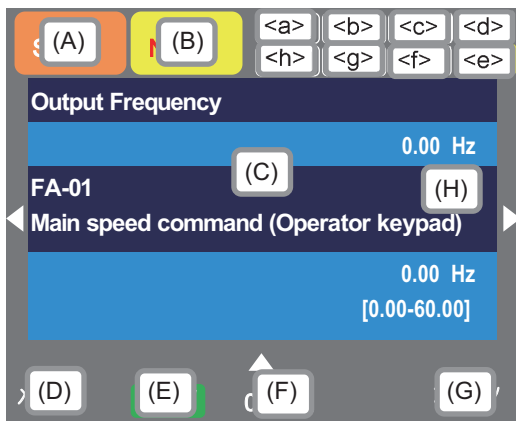 (A) (B) <a> <b> <c> <d>
<h> <g> <f> <e>
Output Frequency
0.00 Hz
(C)
FA-01 (H)
Main speed command (Operator keypad)
0.00 Hz
[0.00-60.00]
(D) (E) (F) (G)